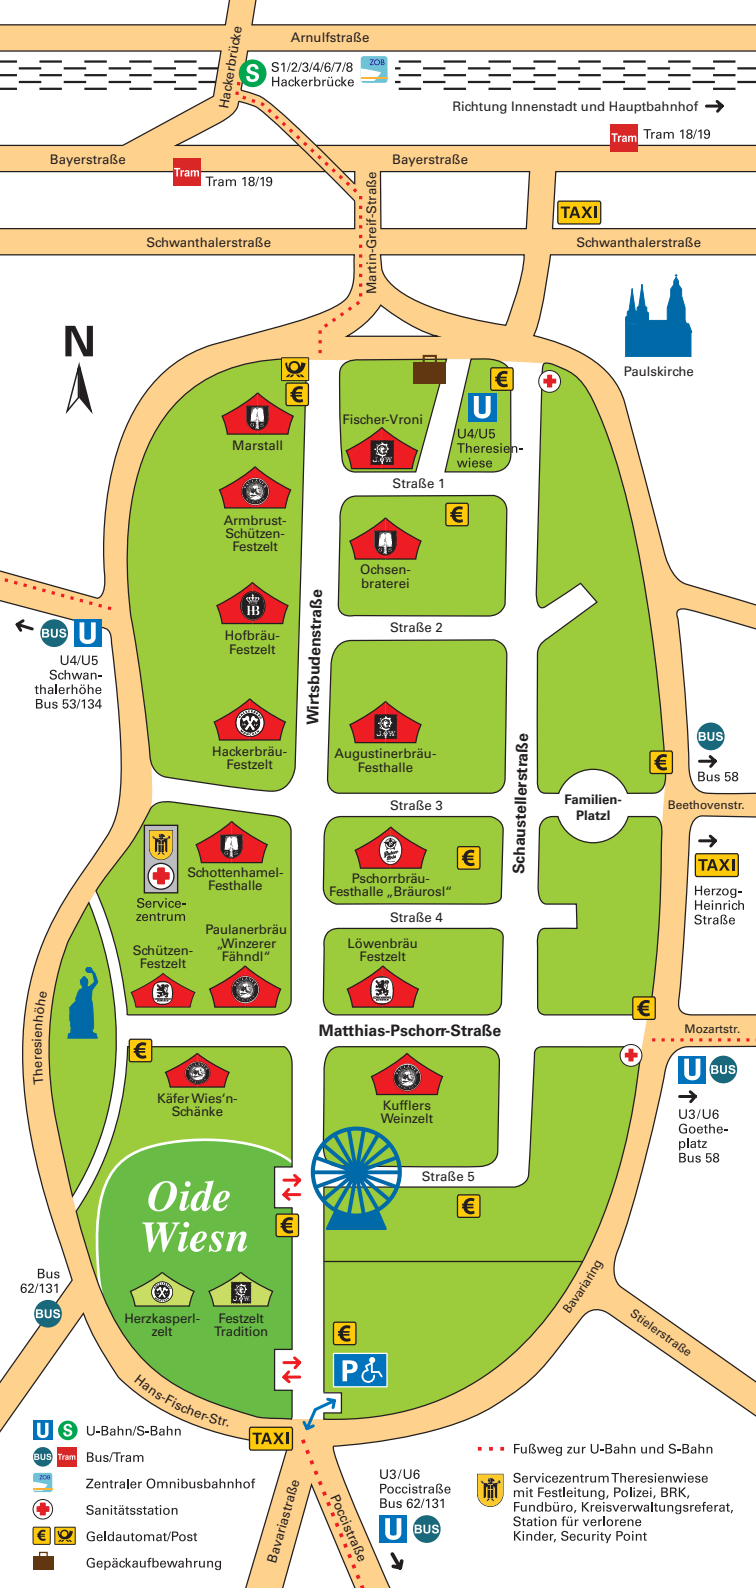 Arnulfstraße
Hackerbrücke
S
S1/2/3/4/6/7/8
Hackerbrücke
ZOB
Richtung Innenstadt und Hauptbahnhof
Bayerstraße
Tram
Tram 18/19
Bayerstraße
Tram
Tram 18/19
Martin-Greif-Straße
TAXI
Schwanthalerstraße
Schwanthalerstraße
Paulskirche
N
€
Marstall
Fischer-Vroni
€
U
U4/U5
Theresien-
wiese
Straße 1
Armbrust-
Schützen-
Festzelt
€
Ochsen-
braterei
HB
Hofbräu-
Festzelt
Straße 2
Wirtsbudenstraße
BUS
U
U4/U5
Schwan-
thalerhöhe
Bus 53/134
Hackerbräu-
Festzelt
Augustinerbräu-
Festhalle
Schaustellerstraße
€
BUS
Bus 58
Beethovenstr.
Straße 3
Familien-
Platzl
TAXI
Herzog-
Heinrich
Straße
Schottenhamel-
Festhalle
Service-
zentrum
Pschorrbräu-
Festhalle „Bräurosl“
€
Straße 4
Paulanerbräu
„Winzerer
Fähndl“
Schützen-
Festzelt
Löwenbräu
Festzelt
Theresienhöhe
€
Matthias-Pschorr-Straße
Mozartstr.
€
Käfer Wies’n-
Schänke
Kufflers
Weinzelt
U
BUS
U3/U6
Goethe-
platz
Bus 58
Straße 5
€
€
Oide
Wiesn
Herzkasperl-
zelt
Festzelt
Tradition
Bus
62/131
BUS
€
P
Bavariaring
Stielerstraße
Hans-Fischer-Str.
TAXI
Bavariastraße
Poccistraße
U3/U6
Poccistraße
Bus 62/131
U
BUS
U
S
U-Bahn/S-Bahn
BUS
Tram
Bus/Tram
ZOB
Zentraler Omnibusbahnhof
Sanitätsstation
€
Geldautomat/Post
Gepäckaufbewahrung
Fußweg zur U-Bahn und S-Bahn
Servicezentrum Theresienwiese
mit Festleitung, Polizei, BRK,
Fundbüro, Kreisverwaltungsreferat,
Station für verlorene
Kinder, Security Point